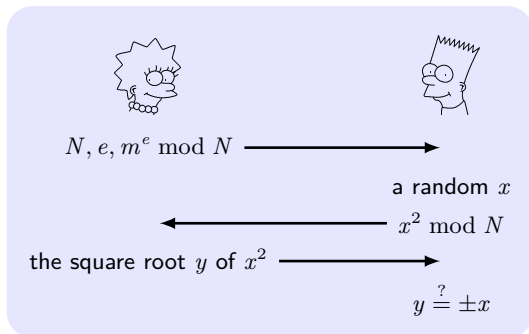 N, e, m^e mod N
a random x
x^2 mod N
the square root y of x^2
y ?= ±x